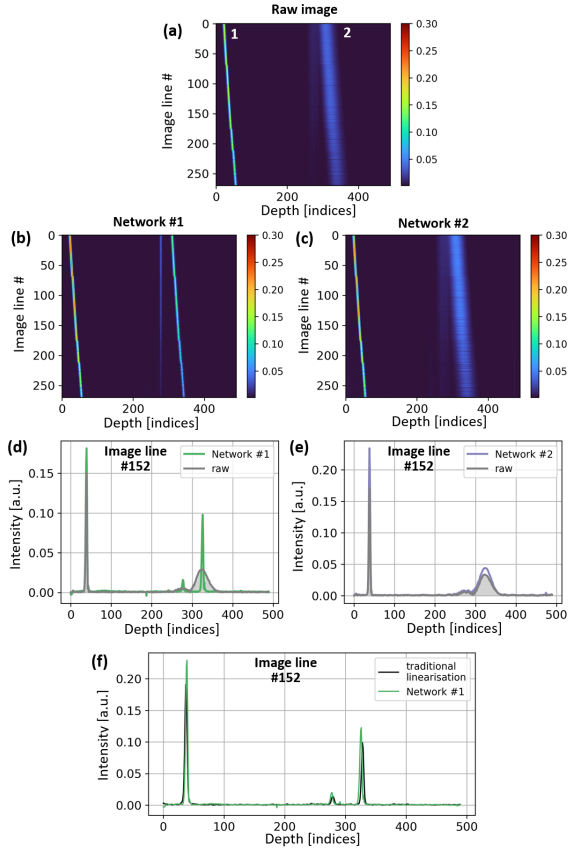 Raw image
(a)
1
2
0
50
100
150
200
250
Image line #
0
200
400
Depth [indices]
0.30
0.25
0.20
0.15
0.10
0.05
Network #1
(b)
0
50
100
150
200
250
Image line #
0
200
400
Depth [indices]
0.30
0.25
0.20
0.15
0.10
0.05
Network #2
(c)
0
50
100
150
200
250
Image line #
0
200
400
Depth [indices]
0.30
0.25
0.20
0.15
0.10
0.05
(d)
Image line
#152
Network #1
raw
0.15
0.10
0.05
0.00
Intensity [a.u.]
0
100
200
300
400
500
Depth [indices]
(e)
Image line
#152
Network #2
raw
0.20
0.15
0.10
0.05
0.00
Intensity [a.u.]
0
100
200
300
400
500
Depth [indices]
(f)
Image line
#152
traditional
linearisation
Network #1
0.20
0.15
0.10
0.05
0.00
Intensity [a.u.]
0
100
200
300
400
500
Depth [indices]